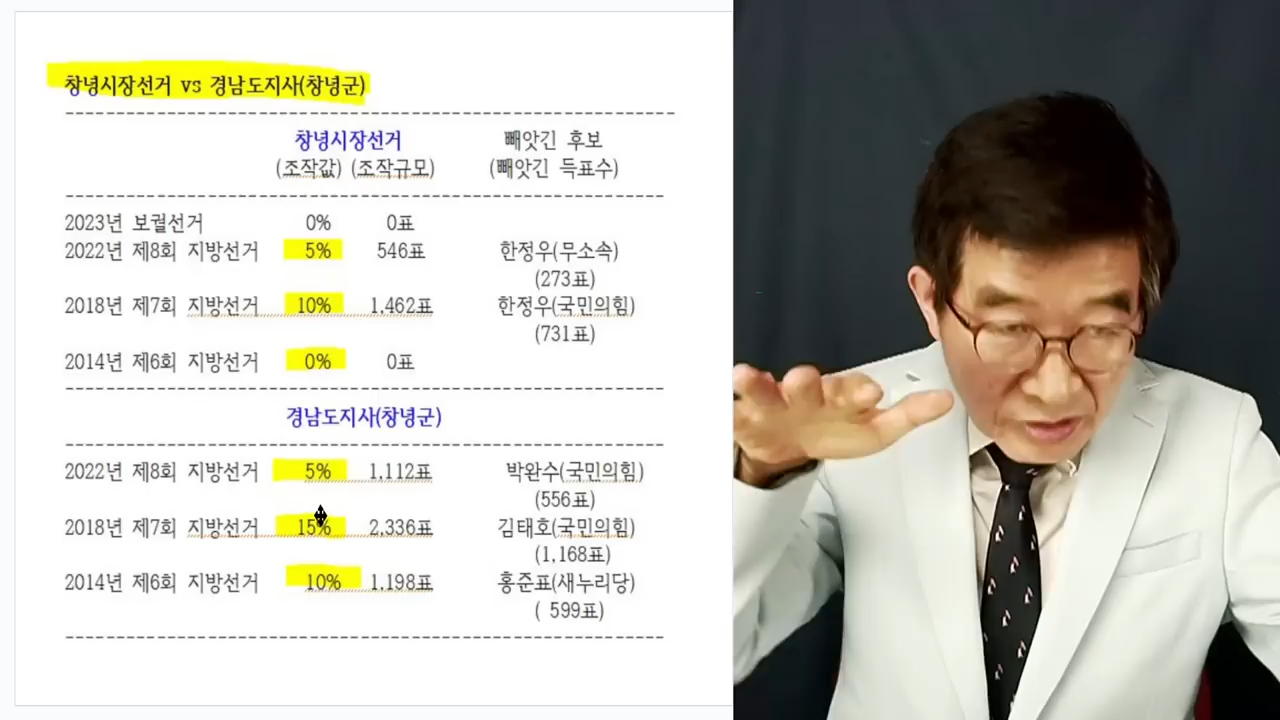 창녕시장선거 vs 경남도지사(창녕군)
창녕시장선거 빼앗긴 후보
(조작값) (조작규모) (빼앗긴 득표수)
2023년 보궐선거 0% 0표
2022년 제8회 지방선거 5% 546표 한정우(무소속)
(273표)
2018년 제7회 지방선거 10% 1,462표 한정우(국민의힘)
(731표)
2014년 제6회 지방선거 0% 0표
경남도지사(창녕군)
2022년 제8회 지방선거 5% 1,112표 박완수(국민의힘)
(556표)
2018년 제7회 지방선거 15% 2,336표 김태호(국민의힘)
(1,168표)
2014년 제6회 지방선거 10% 1,198표 홍준표(새누리당)
( 599표)